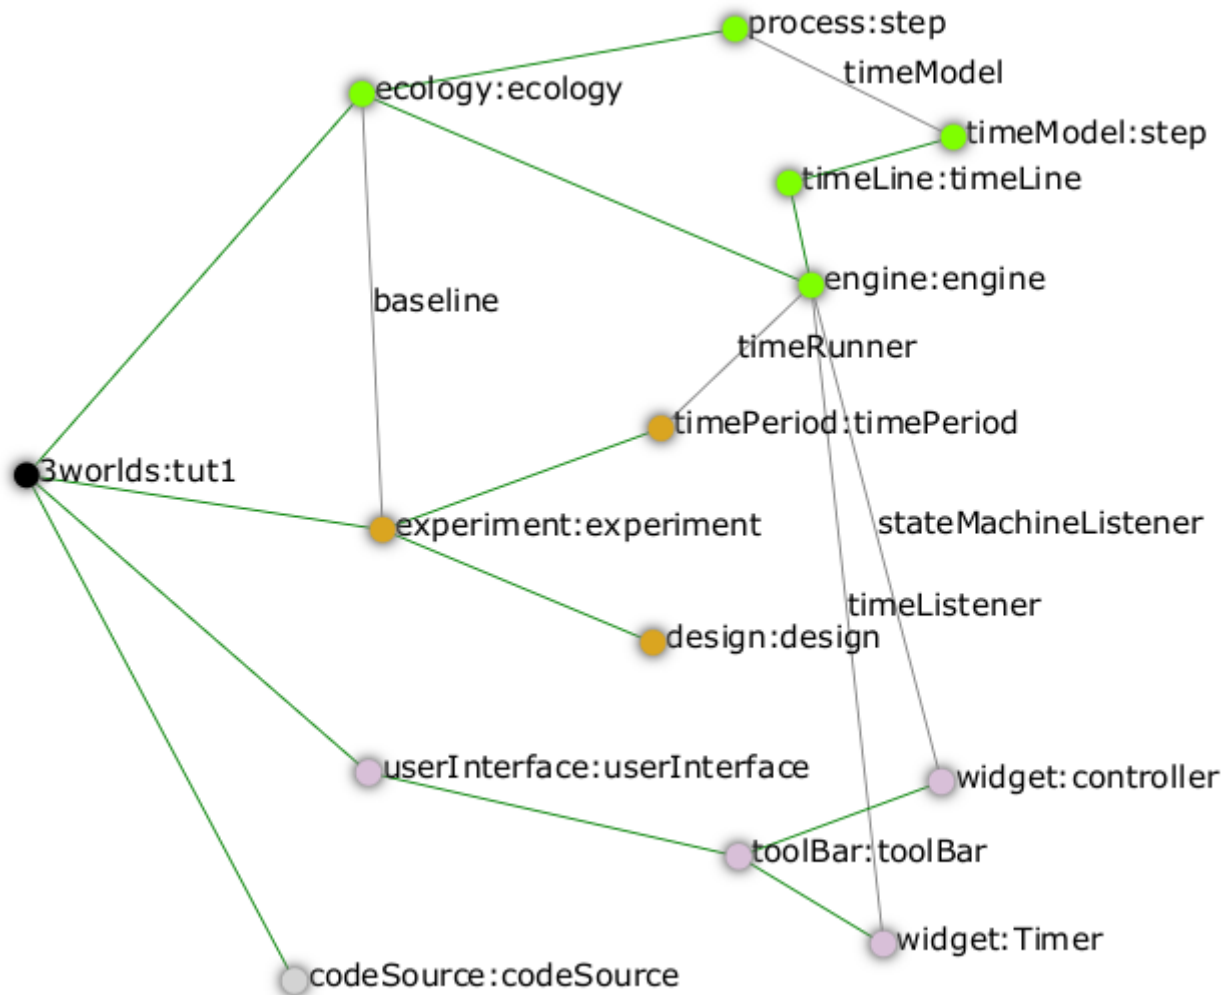 process:step
timeModel
ecology:ecology
timeModel:step
timeLine:timeLine
engine:engine
baseline
timeRunner
timePeriod:timePeriod
3worlds:tut1
experiment:experiment
stateMachineListener
timeListener
design:design
userInterface:userInterface
widget:controller
toolBar:toolBar
widget:Timer
codeSource:codeSource